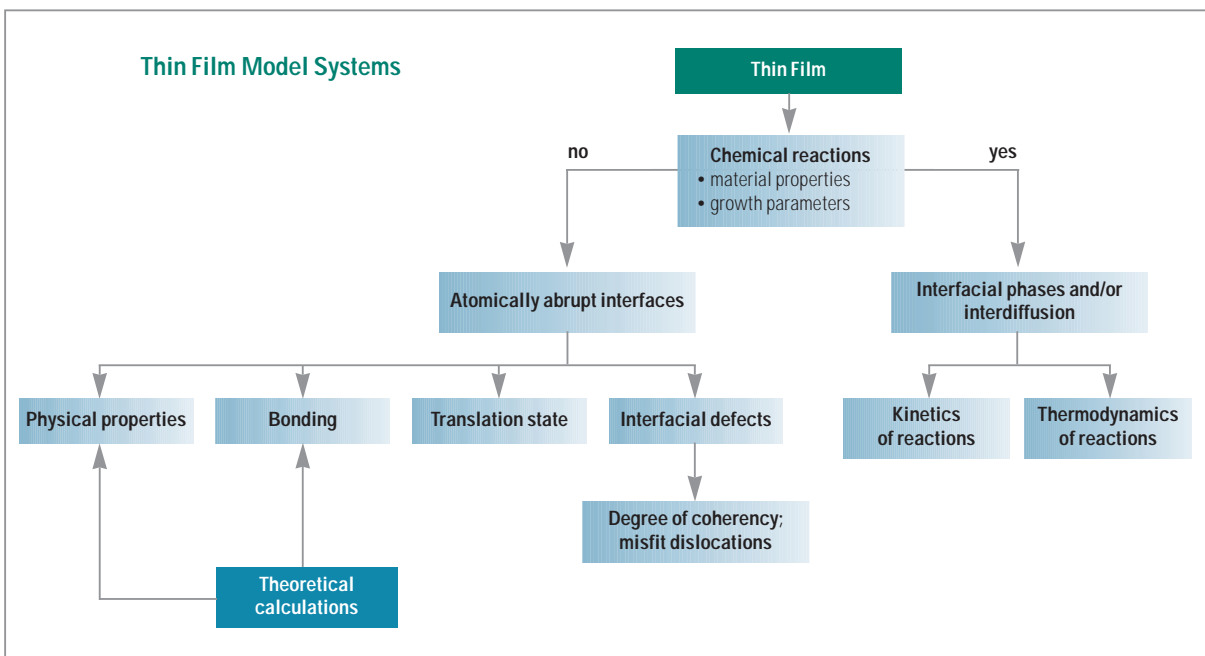 Thin Film Model Systems
Thin Film
no
Chemical reactions
• material properties
• growth parameters
yes
Atomically abrupt interfaces
Interfacial phases and/or
interdiffusion
Physical properties
Bonding
Translation state
Interfacial defects
Kinetics
of reactions
Thermodynamics
of reactions
Degree of coherency;
misfit dislocations
Theoretical
calculations